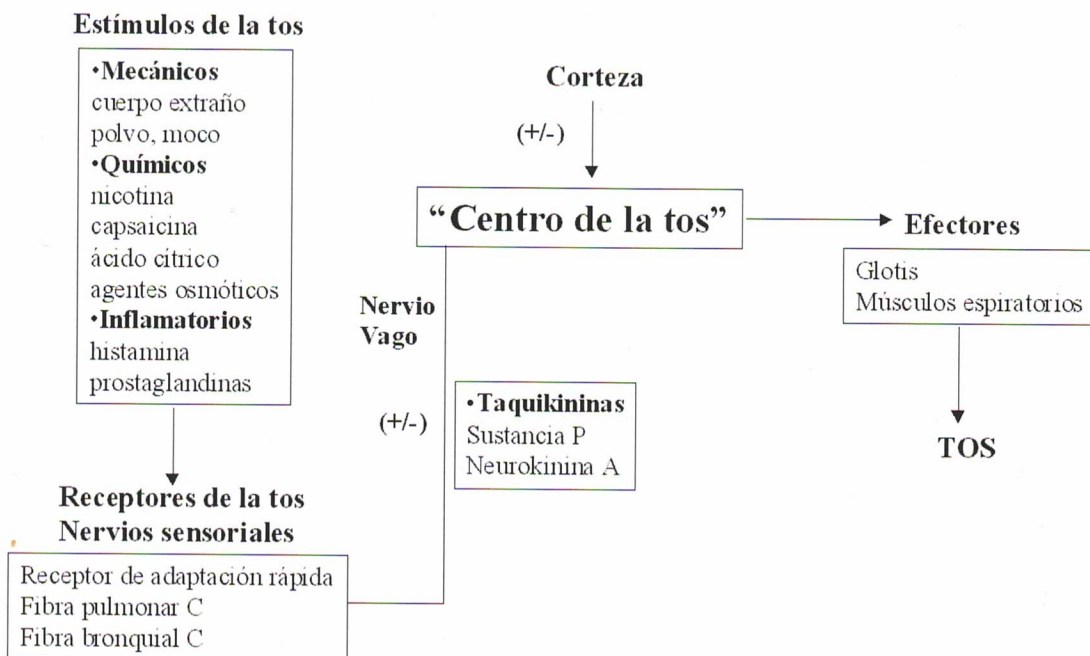 Estímulos de la tos
•Mecánicos
cuerpo extraño
polvo, moco
•Químicos
nicotina
capsaicina
ácido cítrico
agentes osmóticos
•Inflamatorios
histamina
prostaglandinas
Receptores de la tos
Nervios sensoriales
Receptor de adaptación rápida
Fibra pulmonar C
Fibra bronquial C
Corteza
(+/-)
“Centro de la tos”
Nervio
Vago
(+/-)
•Taquikininas
Sustancia P
Neurokinina A
Efectores
Glotis
Músculos espiratorios
TOS